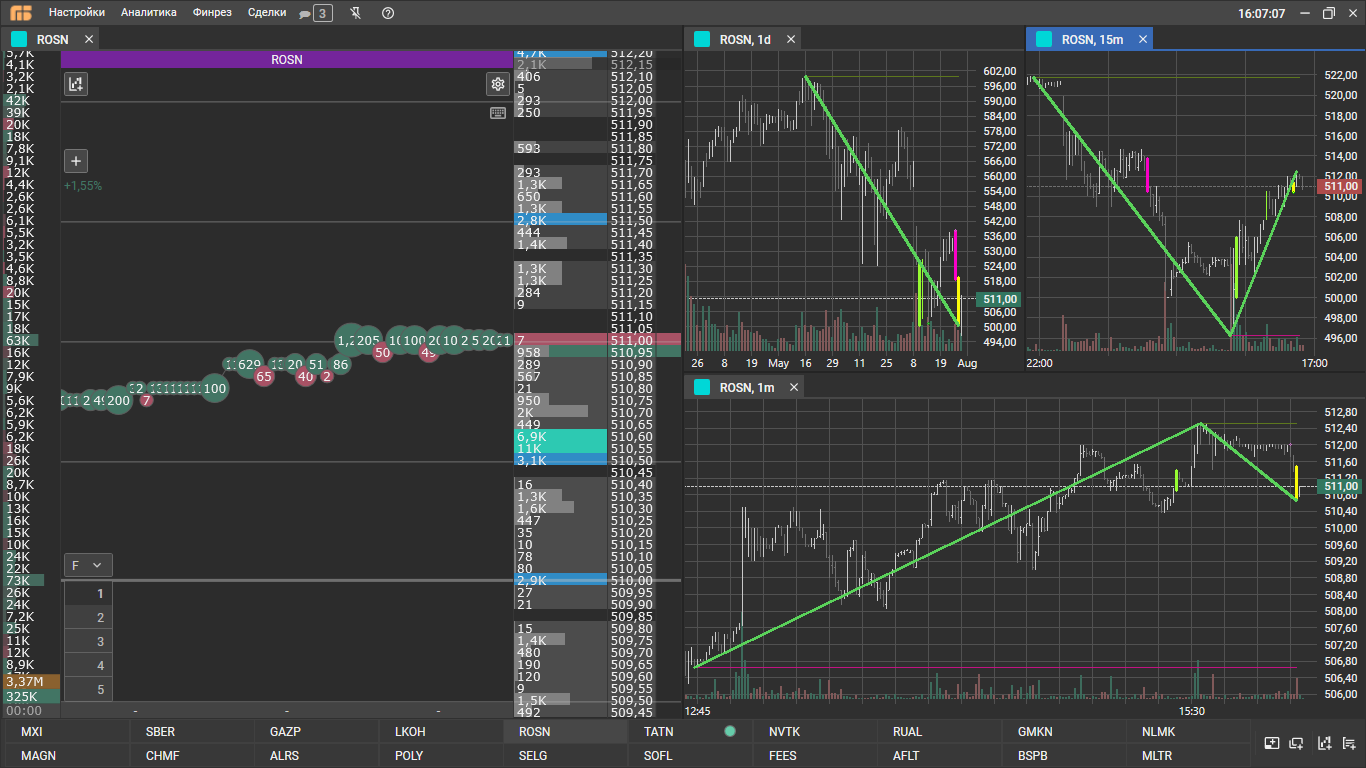 Настройки Аналитика Финрез Сделки 3 16:07:07
ROSN
ROSN, 1d
ROSN, 15m
ROSN
5,7K
4,1K
3,2K
2,1K
42K
39K
20K
18K
7,8K
9,1K
12K
4,4K
2,6K
2,6K
6,1K
5,5K
3,2K
3,5K
4,6K
8,8K
20K
15K
17K
18K
63K
16K
12K
7,9K
9K
5,6K
6,2K
5,9K
6,2K
18K
26K
20K
8,7K
10K
13K
16K
15K
10K
24K
22K
73K
26K
24K
7,2K
25K
11K
12K
8,9K
3,37M
325K
00:00
+1,55%
200
7
100
629
65
20
40
51
2
86
205
50
F
1
2
3
4
5
- - -
4,7K 512,20
2,1K 512,15
406 512,10
5 512,05
293 512,00
250 511,95
511,90
511,85
593 511,80
511,75
293 511,70
1,3K 511,65
650 511,60
1,3K 511,55
2,8K 511,50
444 511,45
1,4K 511,40
511,35
1,3K 511,30
1,3K 511,25
284 511,20
9 511,15
511,10
511,05
7 511,00
958 510,95
289 510,90
567 510,85
21 510,80
950 510,75
2K 510,70
449 510,65
6,9K 510,60
11K 510,55
3,1K 510,50
510,45
16 510,40
1,3K 510,35
1,6K 510,30
447 510,25
35 510,20
10 510,15
78 510,10
80 510,05
2,9K 510,00
27 509,95
21 509,90
509,85
15 509,80
1,4K 509,75
480 509,70
190 509,65
120 509,60
9 509,55
1,5K 509,50
492 509,45
602,00
596,00
590,00
584,00
578,00
572,00
566,00
560,00
554,00
548,00
542,00
536,00
530,00
524,00
518,00
511,00
506,00
500,00
494,00
26 8 19 May 16 29 11 25 8 19 Aug
522,00
520,00
518,00
516,00
514,00
512,00
511,00
510,00
508,00
506,00
504,00
502,00
500,00
498,00
496,00
22:00 17:00
ROSN, 1m
512,80
512,40
512,00
511,60
511,20
511,00
510,80
510,40
510,00
509,60
509,20
508,80
508,40
508,00
507,60
507,20
506,80
506,40
506,00
12:45 15:30
MXI SBER GAZP LKOH ROSN TATN NVTK RUAL GMKN NLMK
MAGN CHMF ALRS POLY SELG SOFL FEES AFLT BSPB MLTR